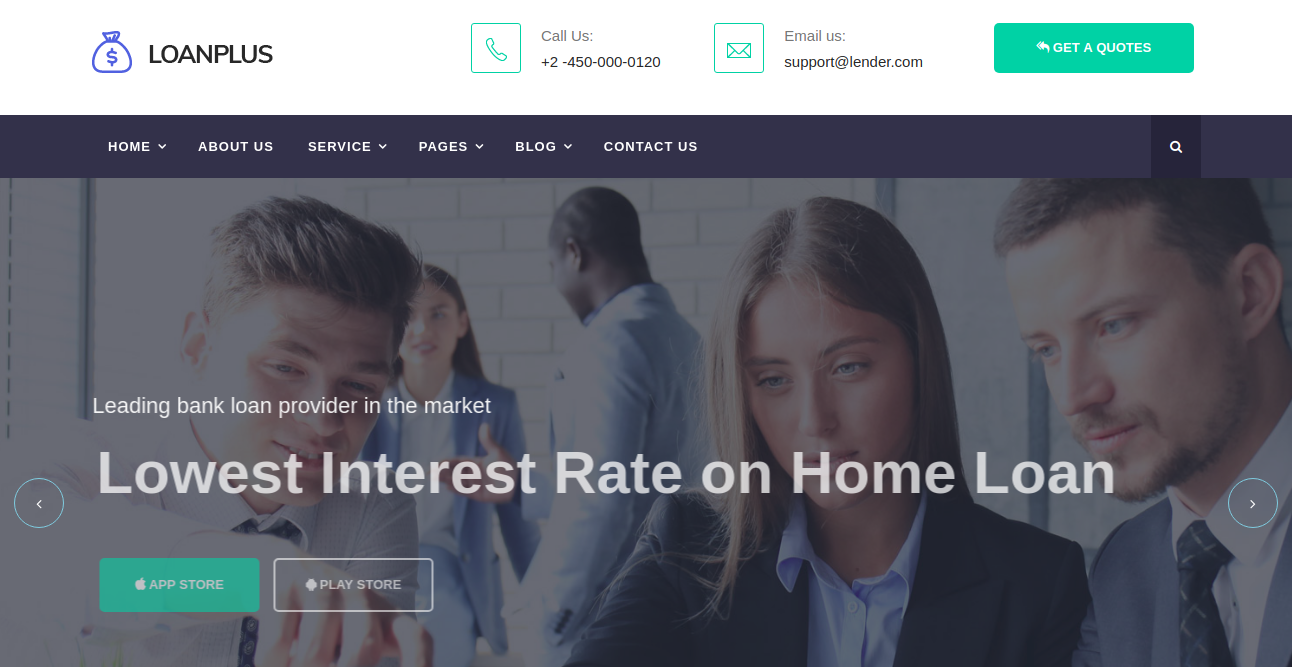 LOANPLUS
Call Us:
+2 -450-000-0120
Email us:
support@lender.com
GET A QUOTES
HOME
ABOUT US
SERVICE
PAGES
BLOG
CONTACT US
Leading bank loan provider in the market
Lowest Interest Rate on Home Loan
APP STORE
PLAY STORE